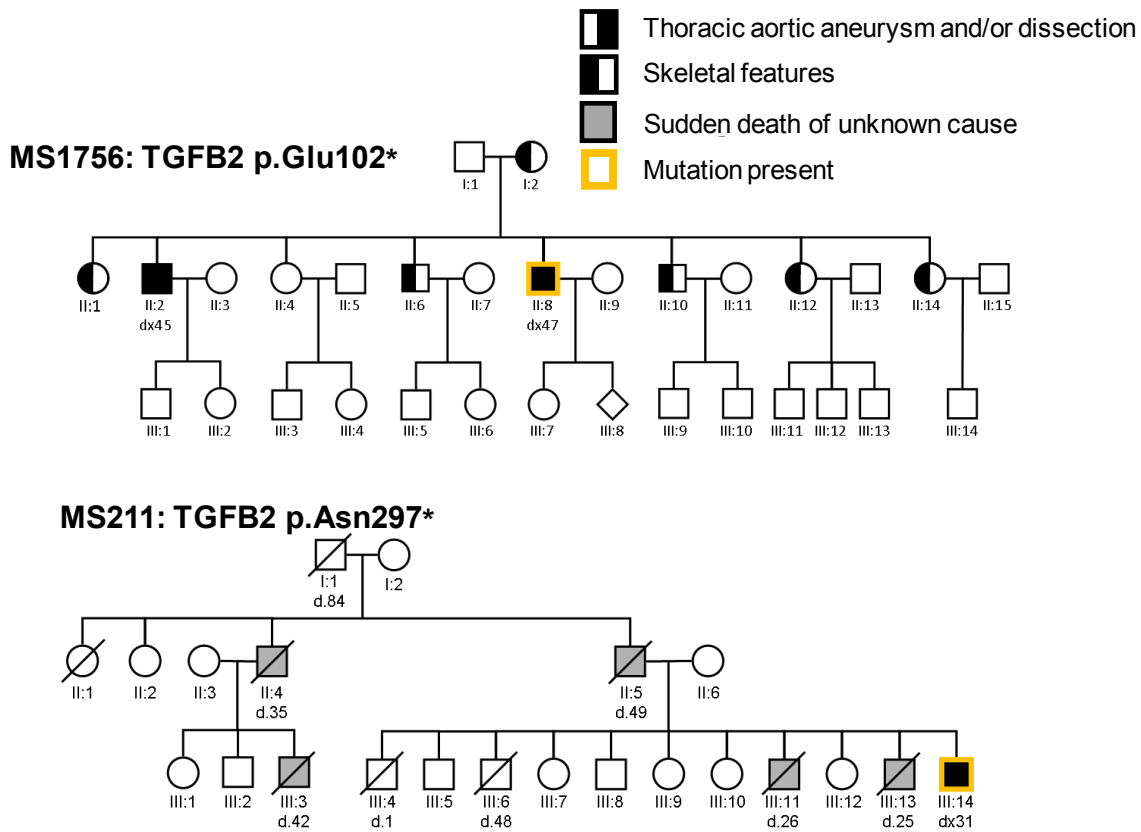 Thoracic aortic aneurysm and/or dissection
Skeletal features
Sudden death of unknown cause
Mutation present
MS1756: TGFB2 p.Glu102*
I:1 I:2
II:1 II:2 II:3 II:4 II:5 II:6 II:7 II:8 II:9 II:10 II:11 II:12 II:13 II:14 II:15
dx45 dx47
III:1 III:2 III:3 III:4 III:5 III:6 III:7 III:8 III:9 III:10 III:11 III:12 III:13 III:14
MS211: TGFB2 p.Asn297*
I:1 I:2
d.84
II:1 II:2 II:3 II:4 II:5 II:6
d.35 d.49
III:1 III:2 III:3 III:4 III:5 III:6 III:7 III:8 III:9 III:10 III:11 III:12 III:13 III:14
d.42 d.1 d.48 d.26 d.25 dx31